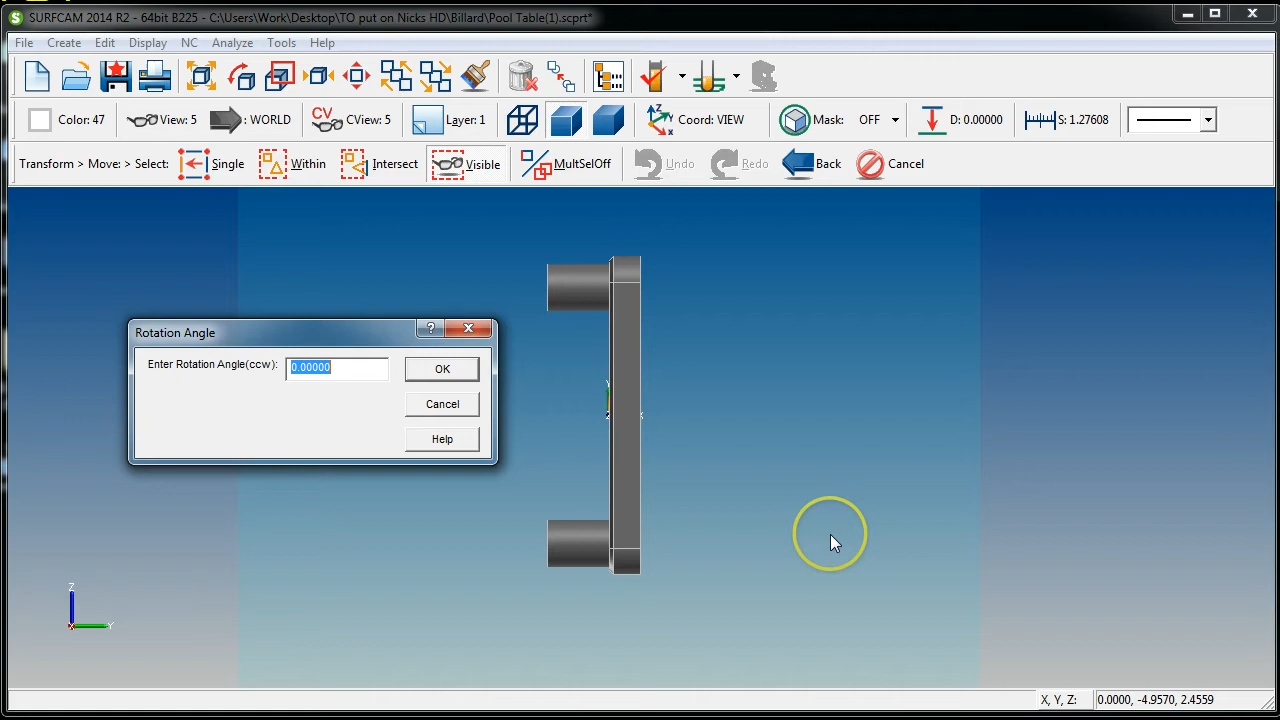 SURFCAM 2014 R2 - 64bit B225 - C:\Users\Work\Desktop\TO put on Nicks HD\Billard\Pool Table(1).scprt*
File Create Edit Display NC Analyze Tools Help
Color: 47 View: 5 : WORLD CV CView: 5 Layer: 1 Coord: VIEW Mask: OFF D: 0.00000 S: 1.27608
Transform > Move: > Select: Single Within Intersect Visible MultSelOff Undo Redo Back Cancel
Rotation Angle
Enter Rotation Angle(ccw): 0.00000 OK
Cancel
Help
Z
X Y
X, Y, Z: 0.0000, -4.9570, 2.4559